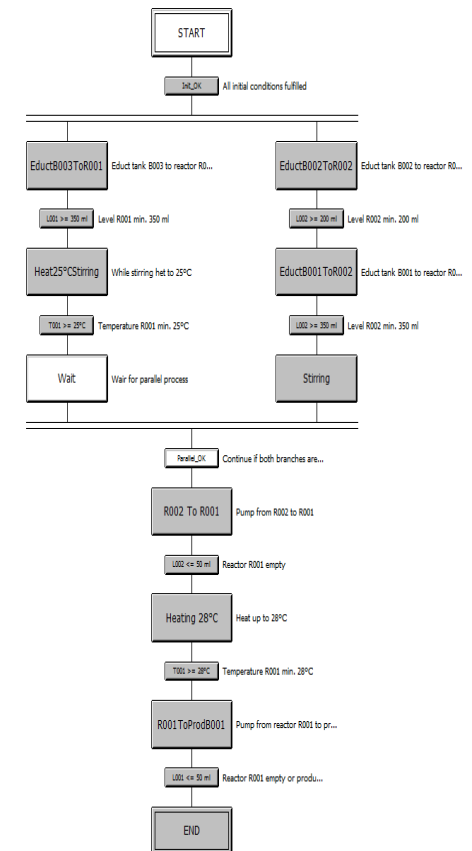 START
Init_OK All initial conditions fulfilled
EductB003ToR001 Educt tank B003 to reactor R0...
EductB002ToR002 Educt tank B002 to reactor R0...
L001 >= 350 ml Level R001 min. 350 ml
L002 >= 200 ml Level R002 min. 200 ml
Heat25°CStirring While stirring het to 25°C
EductB001ToR002 Educt tank B001 to reactor R0...
T001 >= 25°C Temperature R001 min. 25°C
L002 >= 350 ml Level R002 min. 350 ml
Wait Wair for parallel process
Stirring
Parallel_OK Continue if both branches are...
R002 To R001 Pump from R002 to R001
L002 <= 50 ml Reactor R001 empty
Heating 28°C Heat up to 28°C
T001 >= 28°C Temperature R001 min. 28°C
R001ToProdB001 Pump from reactor R001 to pr...
L001 <= 50 ml Reactor R001 empty or produ...
END